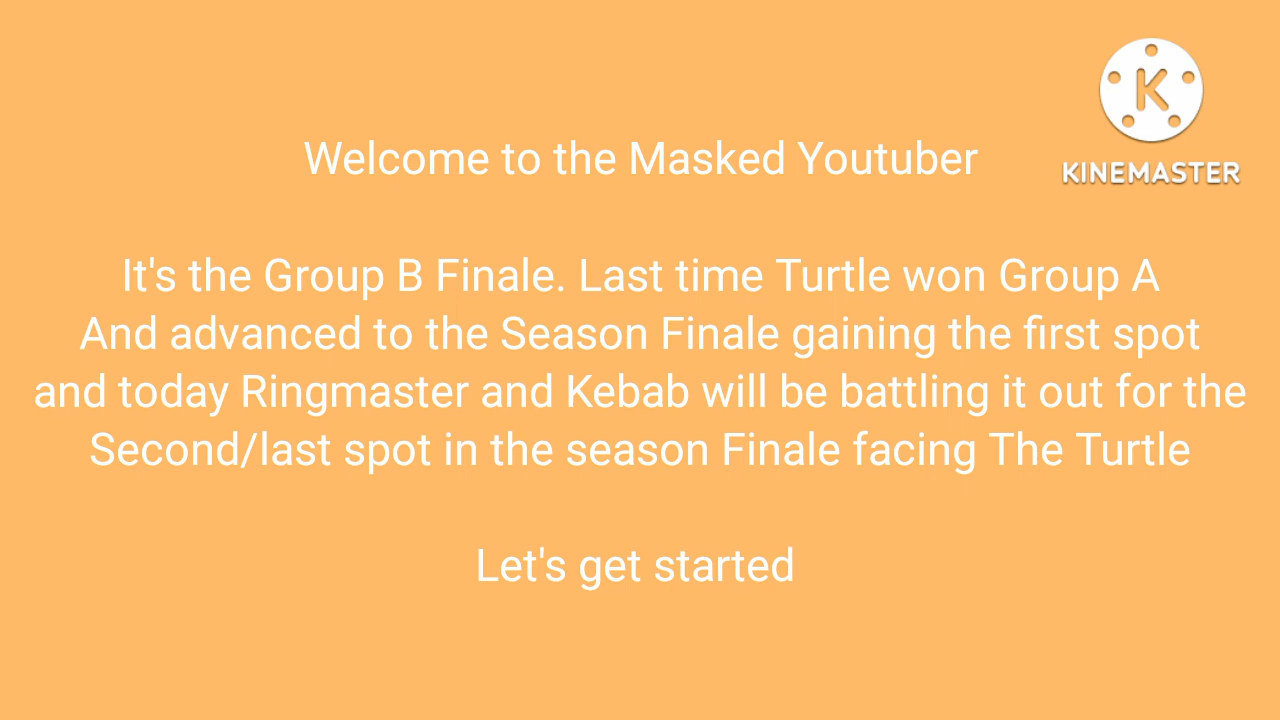 K
KINEMASTER
Welcome to the Masked Youtuber
It's the Group B Finale. Last time Turtle won Group A
And advanced to the Season Finale gaining the first spot
and today Ringmaster and Kebab will be battling it out for the
Second/last spot in the season Finale facing The Turtle
Let's get started